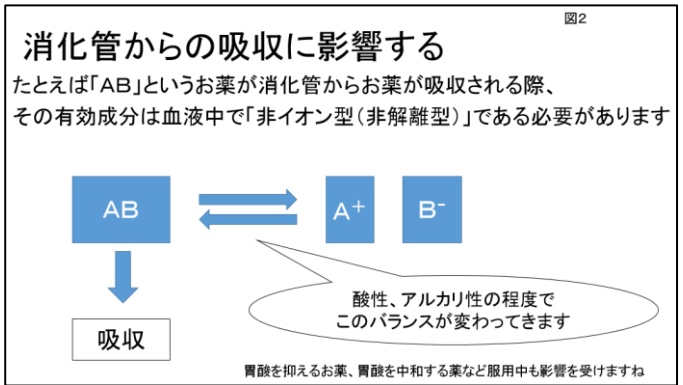 図2
消化管からの吸収に影響する
たとえば「AB」というお薬が消化管からお薬が吸収される際、
その有効成分は血液中で「非イオン型(非解離型)」である必要があります
AB
A⁺
B⁻
酸性、アルカリ性の程度で
このバランスが変わってきます
吸収
胃酸を抑えるお薬、胃酸を中和する薬など服用中も影響を受けますね